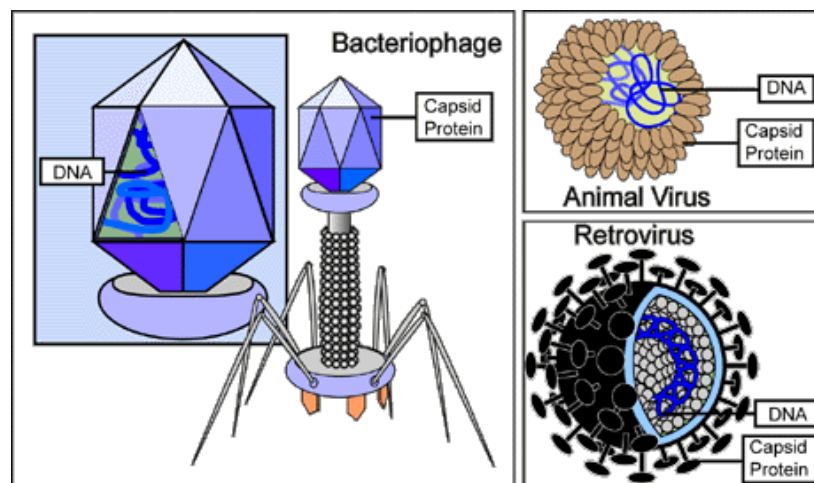 Bacteriophage
Capsid
Protein
DNA
DNA
Capsid
Protein
Animal Virus
Retrovirus
DNA
Capsid
Protein